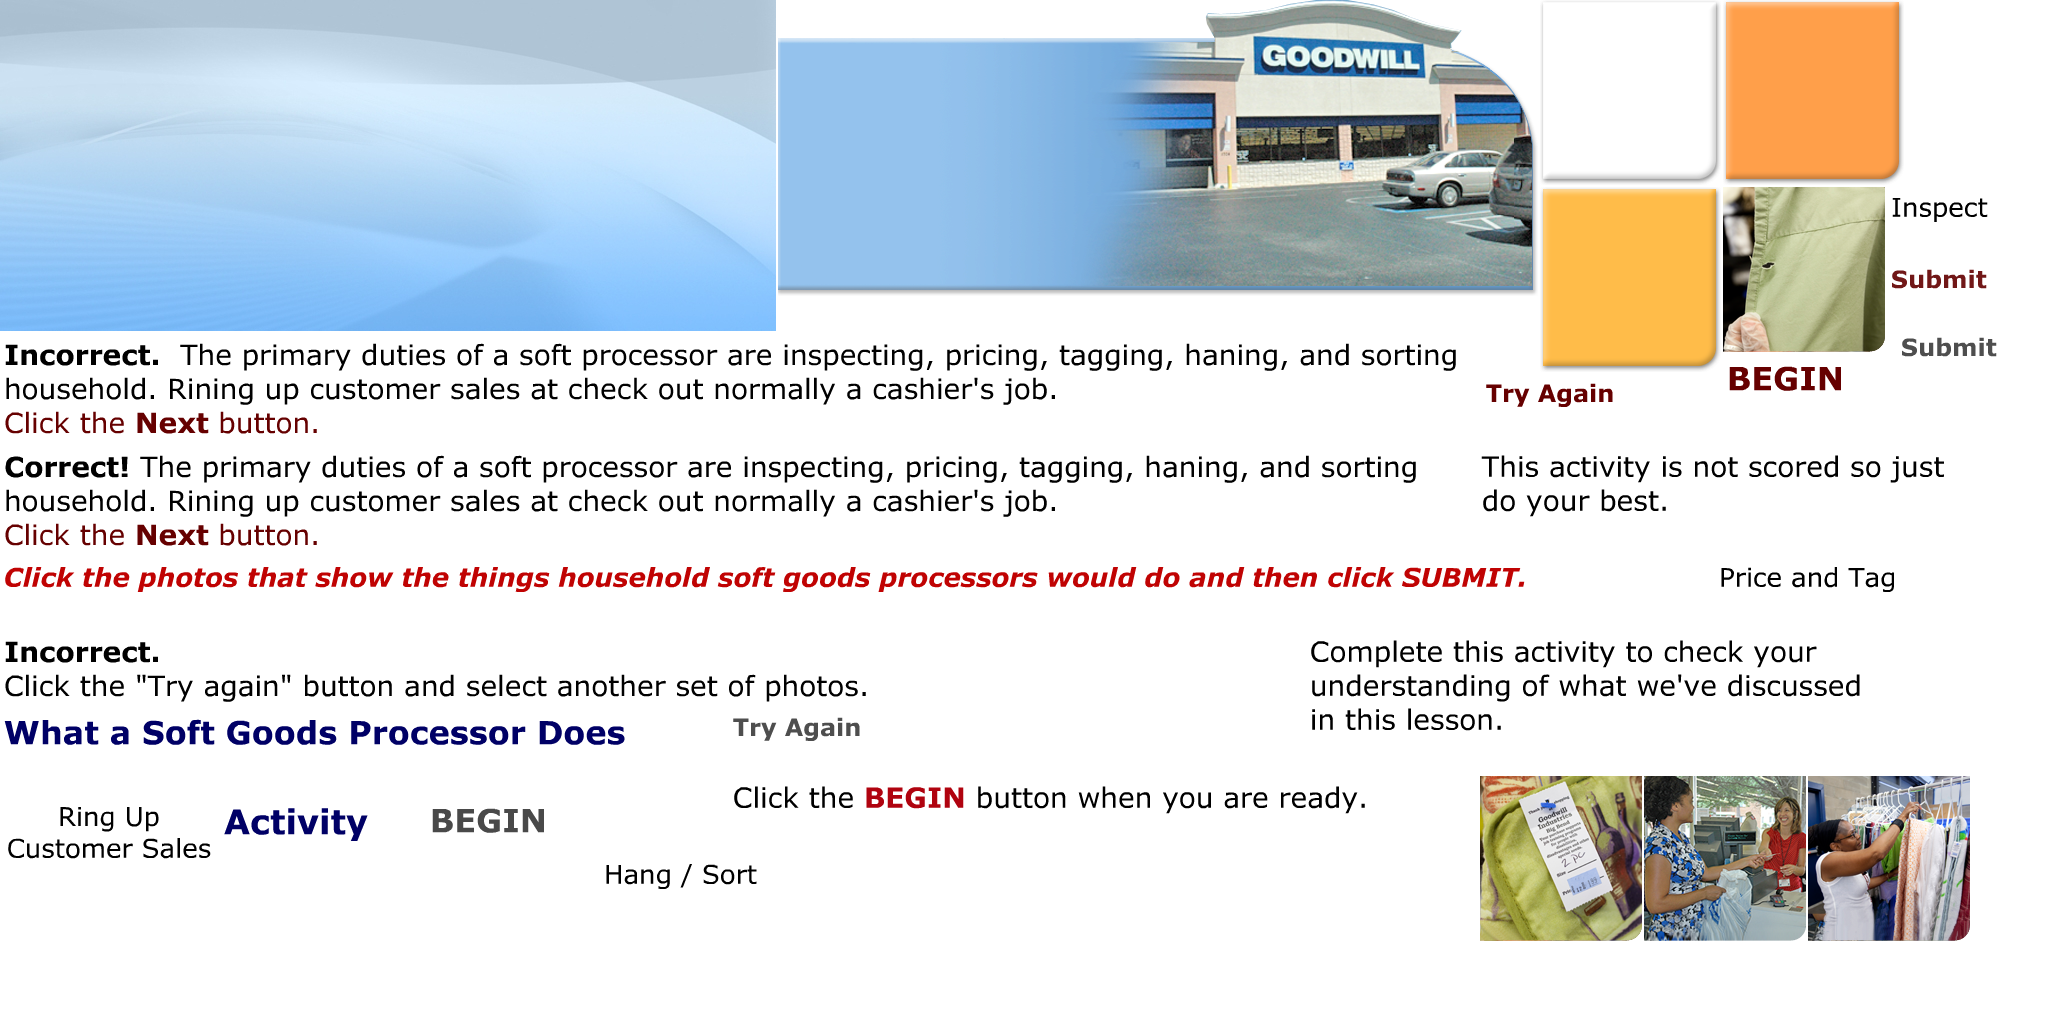 GOODWILL
Inspect
Submit
Submit
Incorrect.  The primary duties of a soft processor are inspecting, pricing, tagging, haning, and sorting
household. Rining up customer sales at check out normally a cashier's job.
Click the Next button.
BEGIN
Try Again
Correct! The primary duties of a soft processor are inspecting, pricing, tagging, haning, and sorting
household. Rining up customer sales at check out normally a cashier's job.
Click the Next button.
This activity is not scored so just
do your best.
Click the photos that show the things household soft goods processors would do and then click SUBMIT.
Price and Tag
Incorrect.
Click the "Try again" button and select another set of photos.
Complete this activity to check your
understanding of what we've discussed
in this lesson.
What a Soft Goods Processor Does
Try Again
Click the BEGIN button when you are ready.
Ring Up
Customer Sales
Activity
BEGIN
Hang / Sort
Goodwill
Industries
Big Bend
2 PC
Size